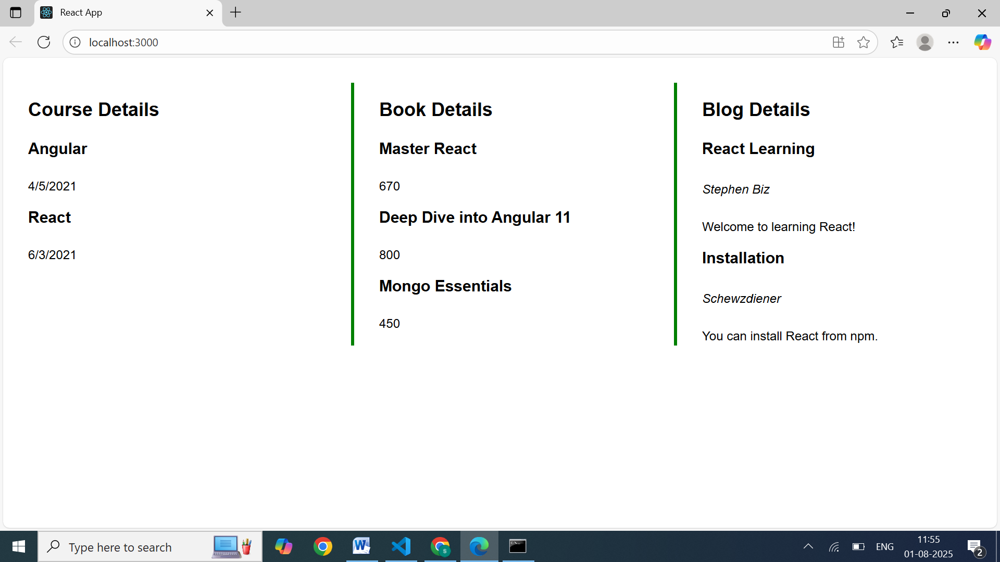 React App
localhost:3000
Course Details
Angular
4/5/2021
React
6/3/2021
Book Details
Master React
670
Deep Dive into Angular 11
800
Mongo Essentials
450
Blog Details
React Learning
Stephen Biz
Welcome to learning React!
Installation
Schewzdiener
You can install React from npm.
Type here to search
ENG
11:55
01-08-2025
2